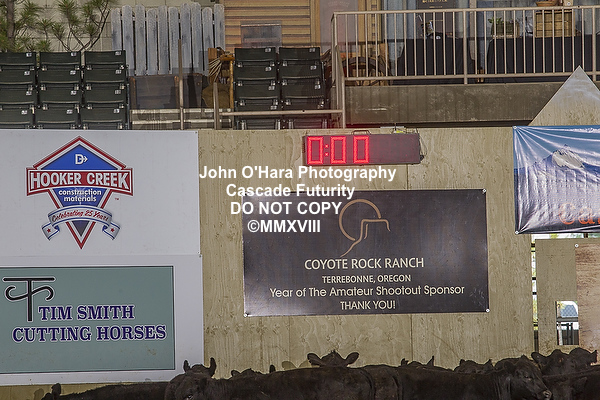 0:00
John O'Hara Photography
Cascade Futurity
DO NOT COPY
©MMXVIII
HOOKER CREEK
construction
materials
™
Celebrating 25 Years
TIM SMITH
CUTTING HORSES
COYOTE ROCK RANCH
TERREBONNE, OREGON
Year of The Amateur Shootout Sponsor
THANK YOU!